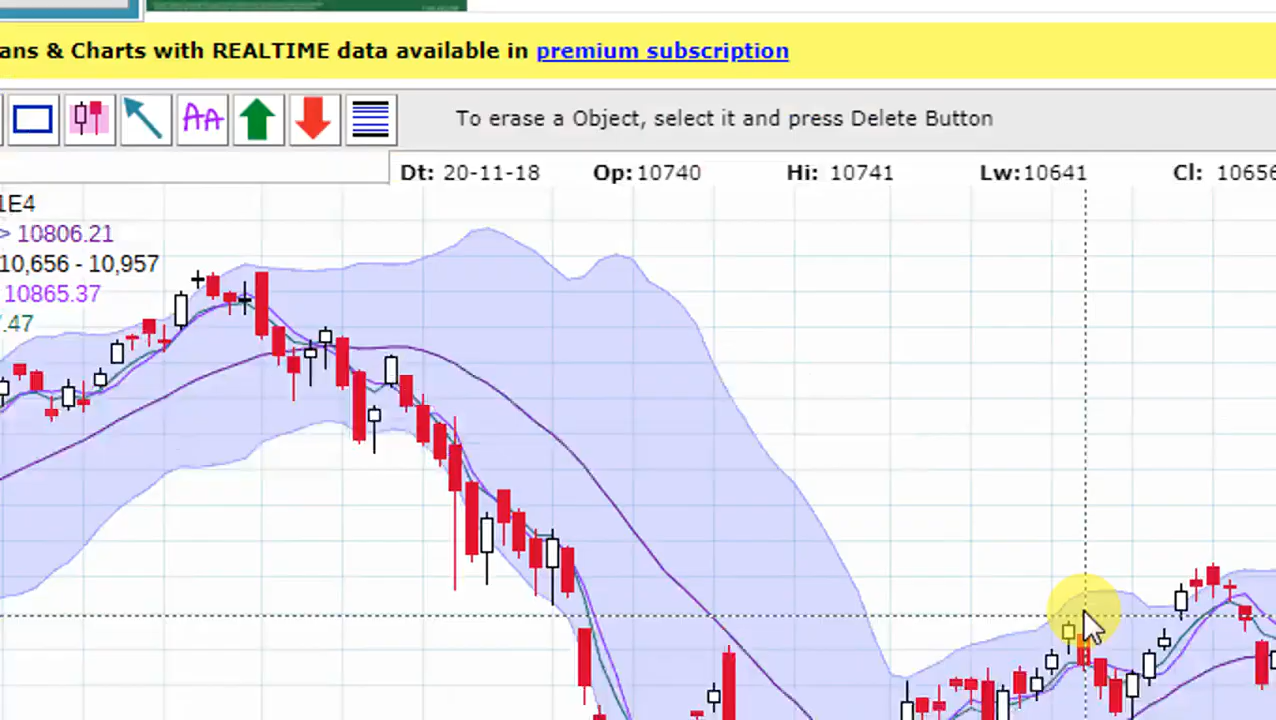 ans & Charts with REALTIME data available in premium subscription
AA
To erase a Object, select it and press Delete Button
Dt: 20-11-18 Op:10740 Hi: 10741 Lw:10641 Cl: 10656
1E4
> 10806.21
10,656 - 10,957
10865.37
.47